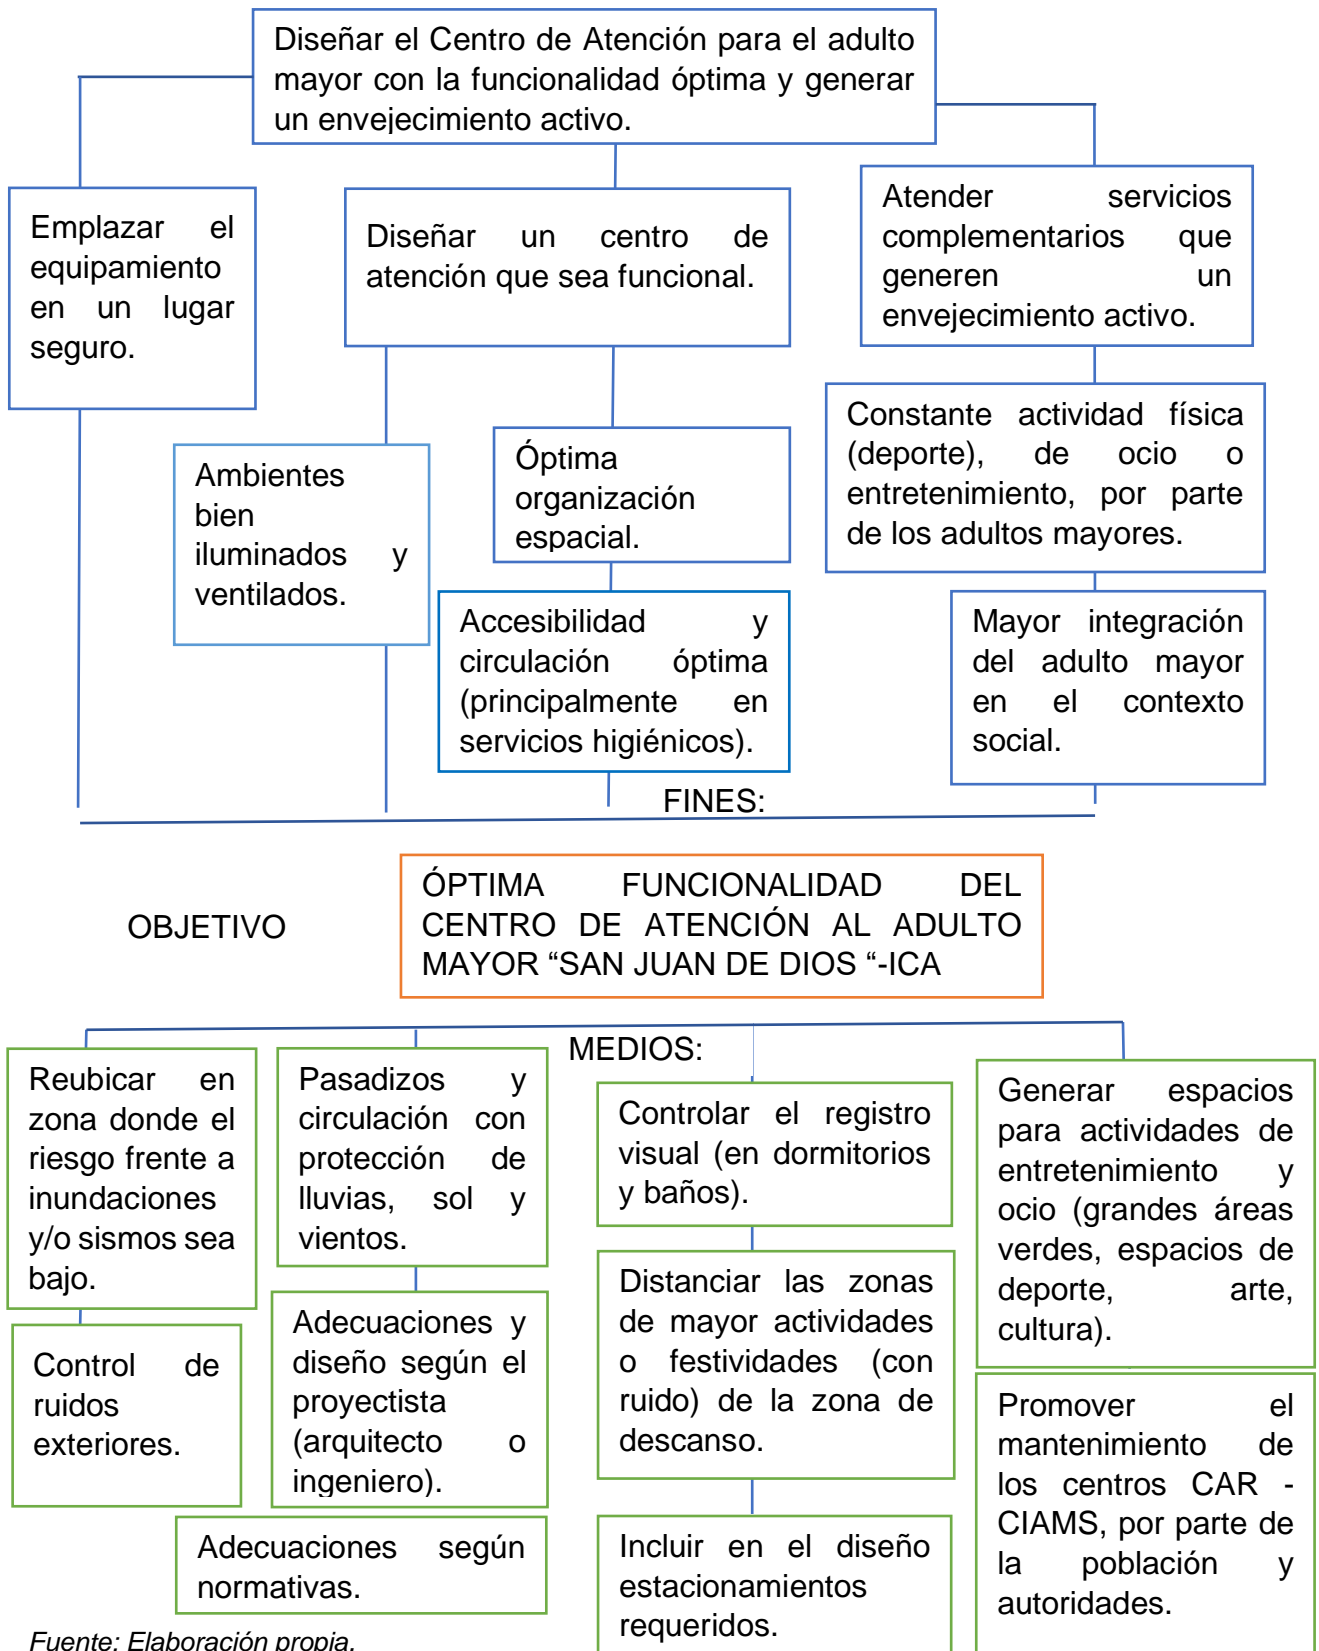 Diseñar el Centro de Atención para el adulto
mayor con la funcionalidad óptima y generar
un envejecimiento activo.
Emplazar el
equipamiento
en un lugar
seguro.
Diseñar un centro de
atención que sea funcional.
Atender servicios
complementarios que
generen un
envejecimiento activo.
Ambientes
bien
iluminados y
ventilados.
Óptima
organización
espacial.
Constante actividad física
(deporte), de ocio o
entretenimiento, por parte
de los adultos mayores.
Accesibilidad y
circulación óptima
(principalmente en
servicios higiénicos).
Mayor integración
del adulto mayor
en el contexto
social.
FINES:
OBJETIVO
ÓPTIMA FUNCIONALIDAD DEL
CENTRO DE ATENCIÓN AL ADULTO
MAYOR “SAN JUAN DE DIOS “-ICA
MEDIOS:
Reubicar en
zona donde el
riesgo frente a
inundaciones
y/o sismos sea
bajo.
Pasadizos y
circulación con
protección de
lluvias, sol y
vientos.
Controlar el registro
visual (en dormitorios
y baños).
Generar espacios
para actividades de
entretenimiento y
ocio (grandes áreas
verdes, espacios de
deporte, arte,
cultura).
Control de
ruidos
exteriores.
Adecuaciones y
diseño según el
proyectista
(arquitecto o
ingeniero).
Distanciar las zonas
de mayor actividades
o festividades (con
ruido) de la zona de
descanso.
Promover el
mantenimiento de
los centros CAR -
CIAMS, por parte de
la población y
autoridades.
Adecuaciones según
normativas.
Incluir en el diseño
estacionamientos
requeridos.
Fuente: Elaboración propia.